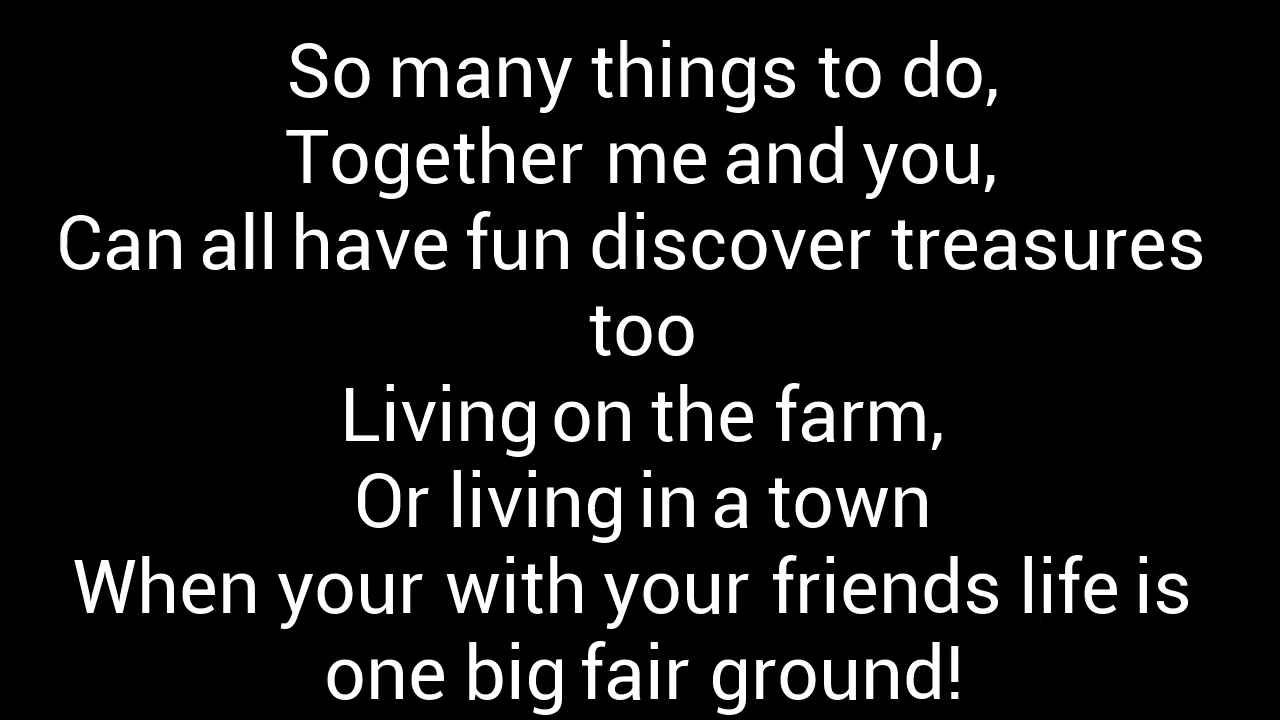 So many things to do,
Together me and you,
Can all have fun discover treasures
too
Living on the farm,
Or living in a town
When your with your friends life is
one big fair ground!